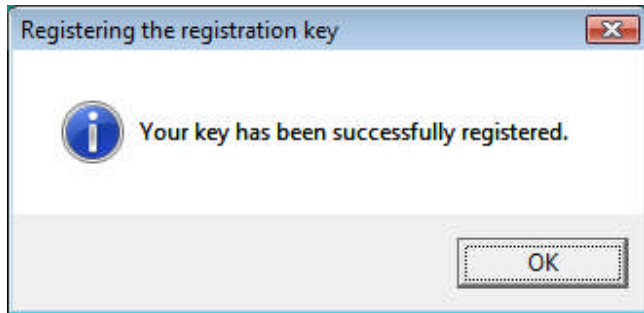 Registering the registration key
Your key has been successfully registered.
OK